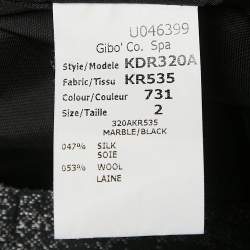 U046399
Gibo' Co. Spa
Style/Modele KDR320A
Fabric/Tissu KR535
Colour/Couleur 731
Size/Taille 2
320AKR535
MARBLE/BLACK
047% SILK
SOIE
053% WOOL
LAINE